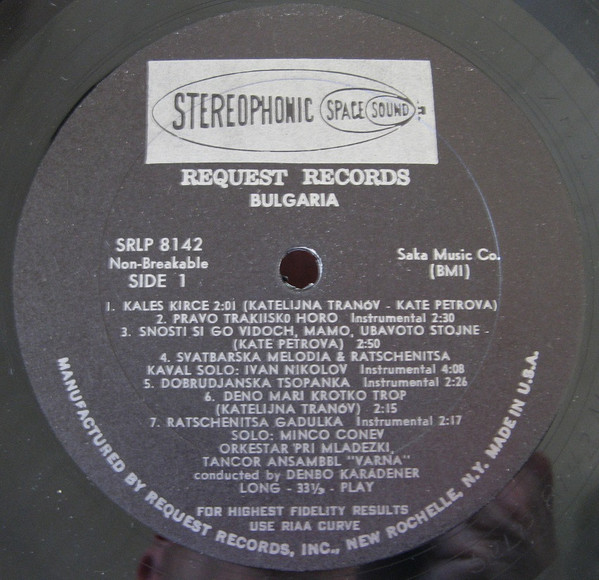 STEREOPHONIC SPACE SOUND
REQUEST RECORDS
BULGARIA
SRLP 8142
Non-Breakable
SIDE 1
Saka Music Co.
(BMI)
1. KALES KIRCE 2:01 (KATELIJNA TRANÓV - KATE PETROVA)
2. PRAVO TRAKIISKO HORO Instrumental 2:30
3. SNOSTI SI GO VIDOCH, MAMO, UBAVOTO STOJNE -
(KATE PETROVA) 2:50
4. SVATBARSKA MELODIA & RATSCHENITSA
KAVAL SOLO: IVAN NIKOLOV Instrumental 4:08
5. DOBRUDJANSKA TSOPANKA Instrumental 2:26
6. DENO MARI KROTKO TROP
(KATELIJNA TRANÓV) 2:15
7. RATSCHENITSA GADULKA Instrumental 2:17
SOLO: MINCO CONEV
ORKESTAR PRI MLADEZKI,
TANCOR ANSAMBBL "VARNA"
conducted by DENBO KARADENER
LONG - 33⅓ - PLAY
FOR HIGHEST FIDELITY RESULTS
USE RIAA CURVE
MANUFACTURED BY REQUEST RECORDS, INC., NEW ROCHELLE, N.Y. MADE IN U.S.A.